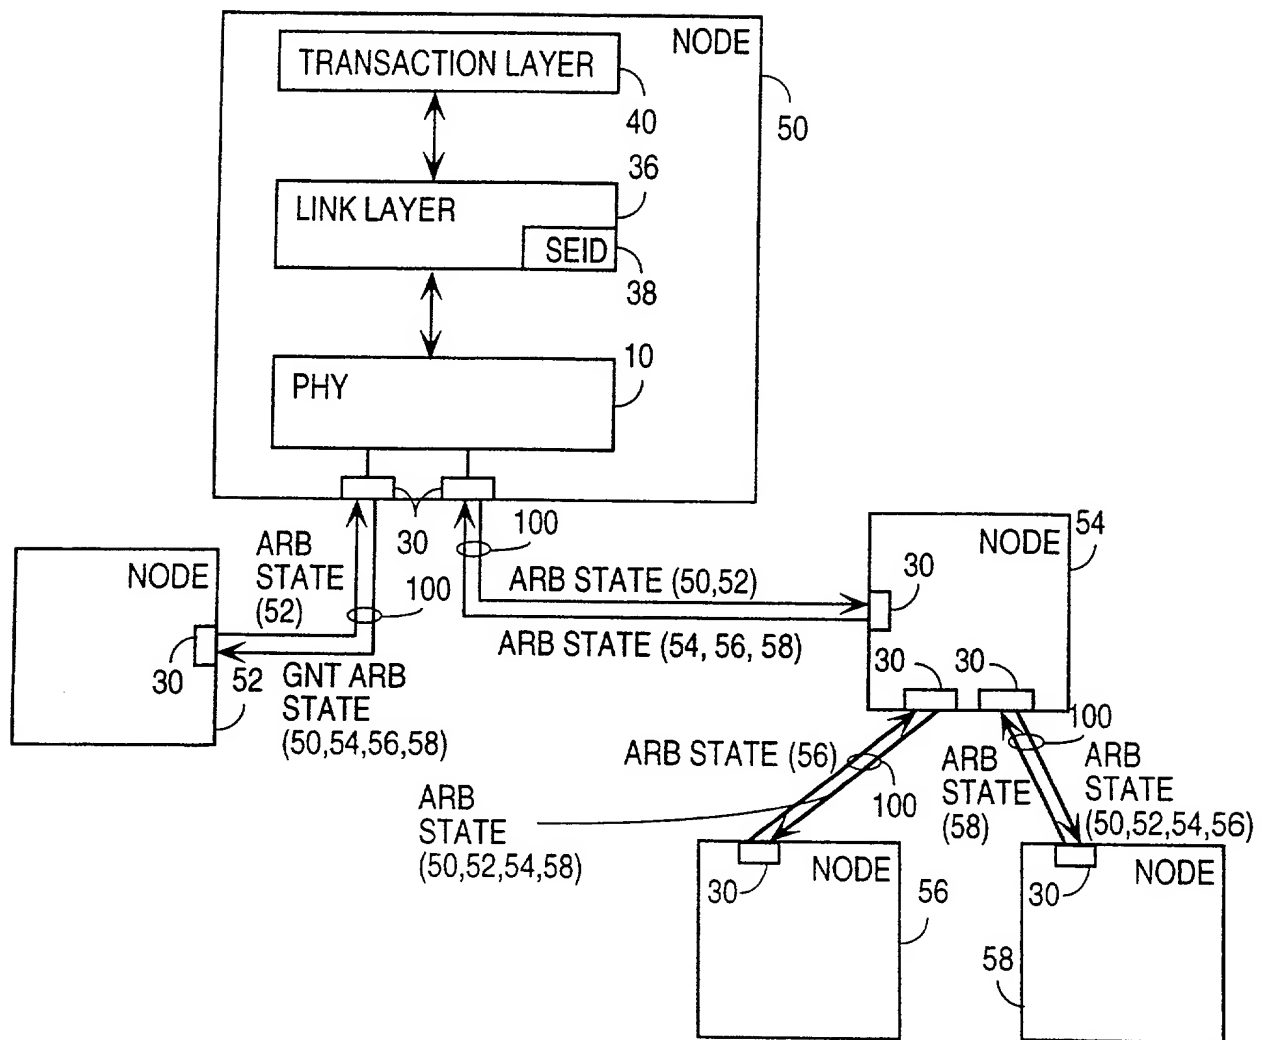 NODE
TRANSACTION LAYER
40
50
36
LINK LAYER
SEID
38
10
PHY
30
100
ARB
STATE
(52)
100
NODE
30
52
GNT ARB
STATE
(50,54,56,58)
ARB STATE (50,52)
ARB STATE (54, 56, 58)
NODE
54
30
30
30
100
ARB STATE (56)
100
ARB
STATE
(58)
ARB
STATE
(50,52,54,56)
ARB
STATE
(50,52,54,58)
NODE
30
56
NODE
30
58